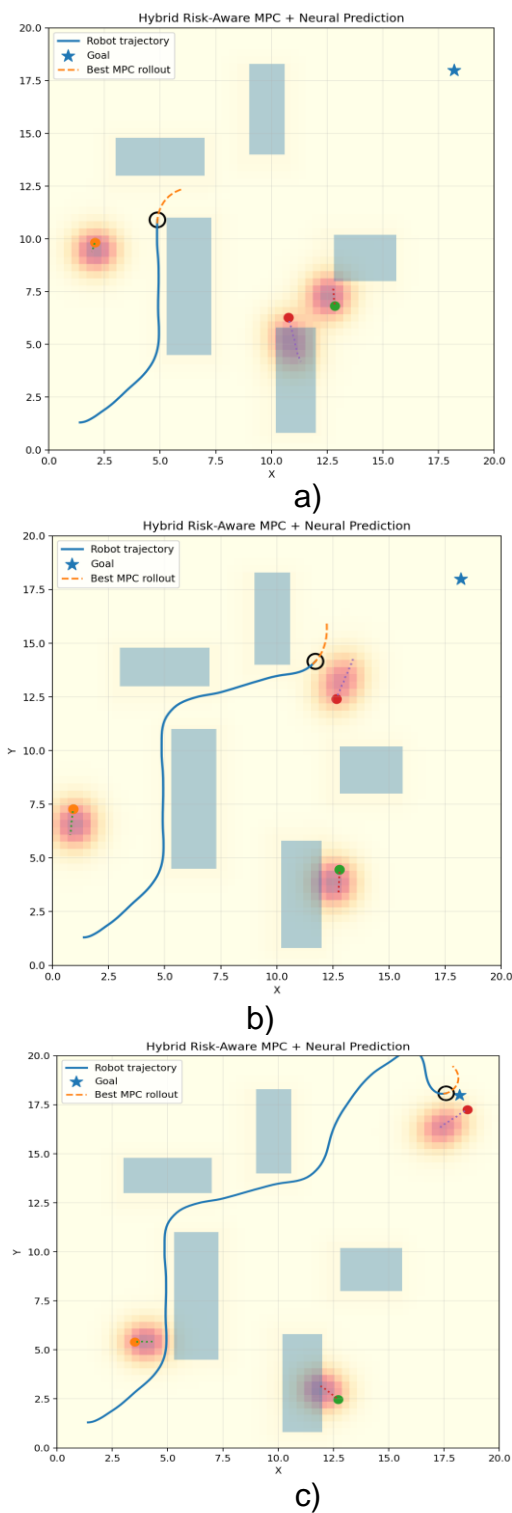 Hybrid Risk-Aware MPC + Neural Prediction
20.0
Robot trajectory
Goal
Best MPC rollout
17.5
15.0
12.5
10.0
7.5
5.0
2.5
0.0
0.0 2.5 5.0 7.5 10.0 12.5 15.0 17.5 20.0
X
a)
Hybrid Risk-Aware MPC + Neural Prediction
20.0
Robot trajectory
Goal
Best MPC rollout
17.5
15.0
12.5
10.0
Y
7.5
5.0
2.5
0.0
0.0 2.5 5.0 7.5 10.0 12.5 15.0 17.5 20.0
X
b)
Hybrid Risk-Aware MPC + Neural Prediction
20.0
Robot trajectory
Goal
Best MPC rollout
17.5
15.0
12.5
10.0
Y
7.5
5.0
2.5
0.0
0.0 2.5 5.0 7.5 10.0 12.5 15.0 17.5 20.0
X
c)